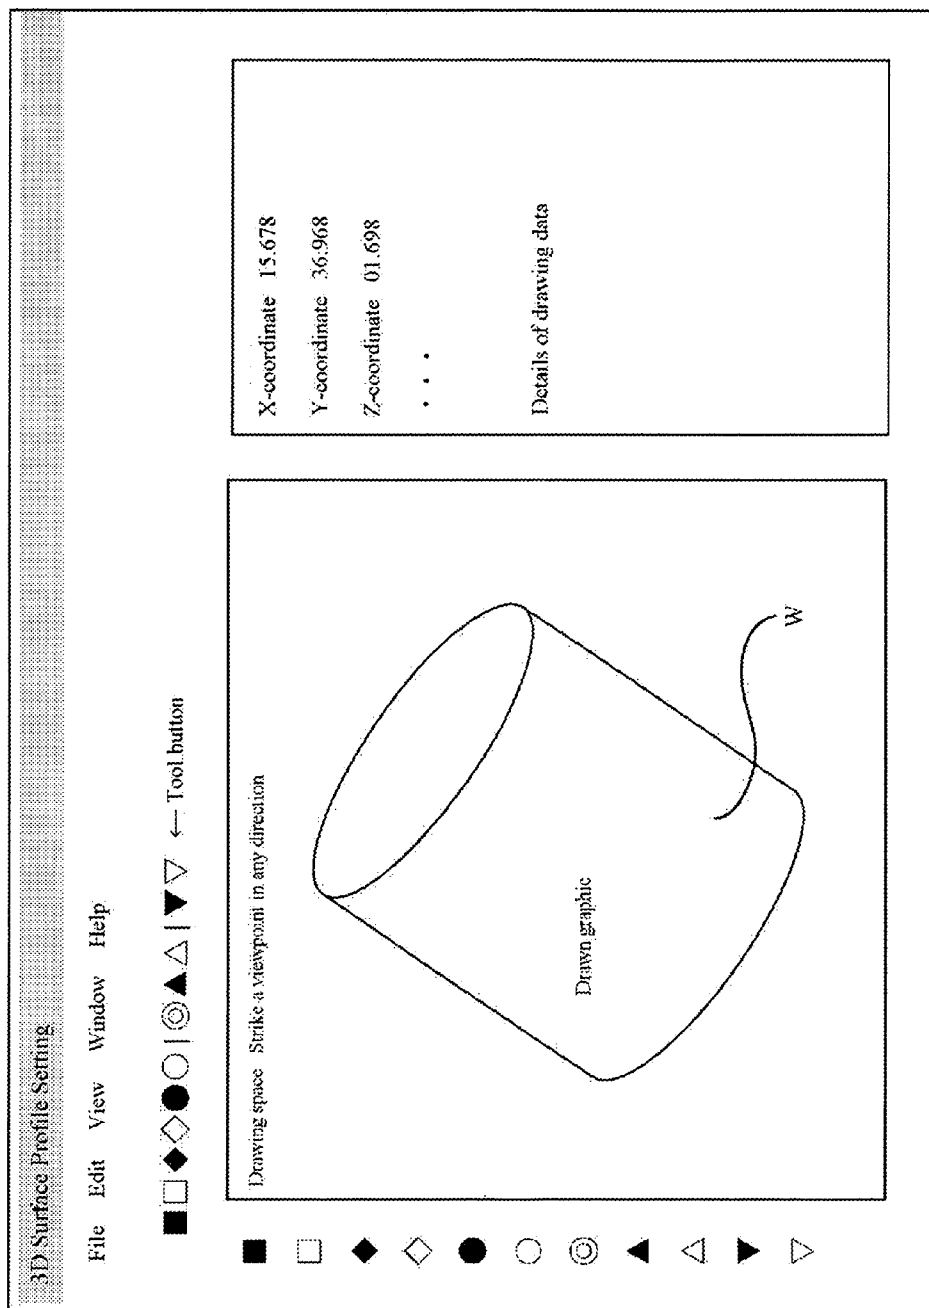 3D Surface Profile Setting
File Edit View Window Help
■□◆◇●○|◎▲△|▼▽ ← Tool button
Drawing space Strike a viewpoint in any direction
Drawn graphic
W
X-coordinate 15.678
Y-coordinate 36.968
Z-coordinate 01.698
· · ·
Details of drawing data